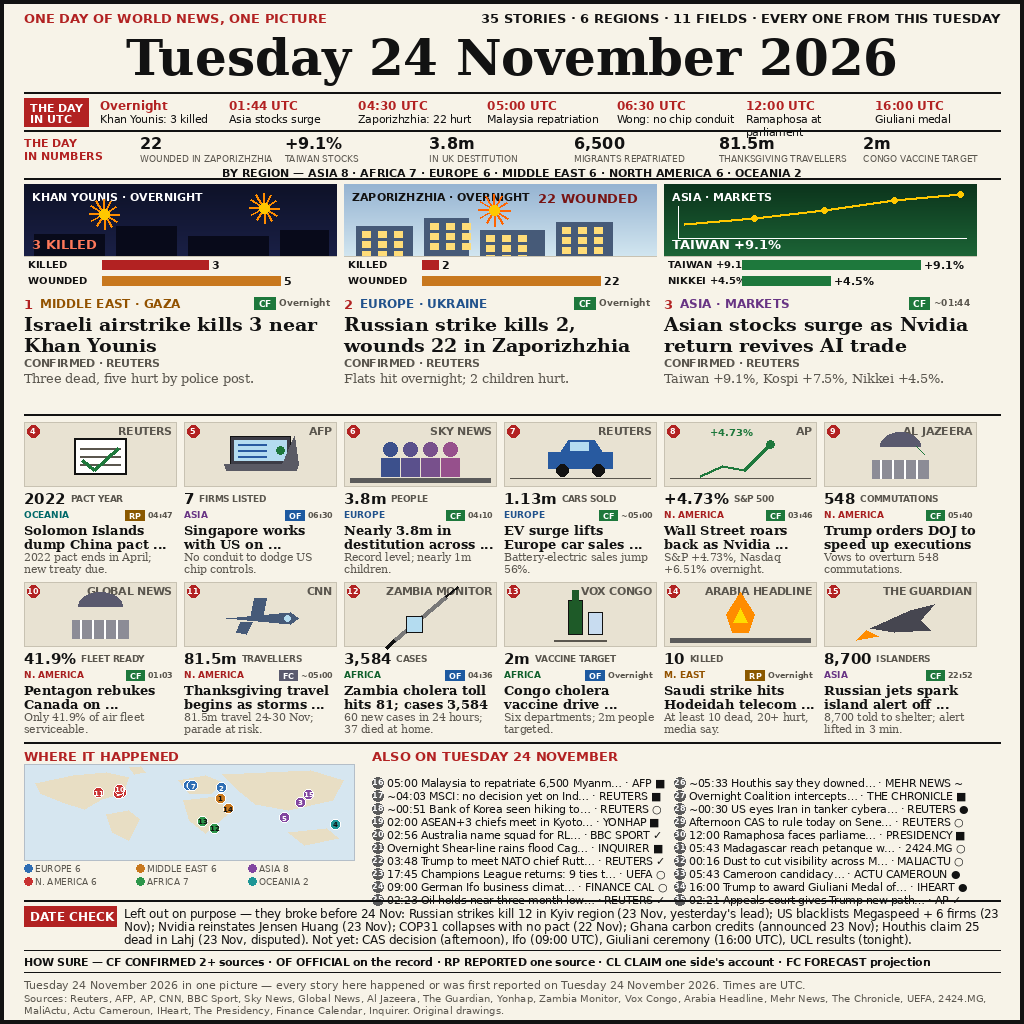 ONE DAY OF WORLD NEWS, ONE PICTURE
35 STORIES · 6 REGIONS · 11 FIELDS · EVERY ONE FROM THIS TUESDAY
Tuesday 24 November 2026
THE DAY IN UTC
Overnight
Khan Younis: 3 killed
01:44 UTC
Asia stocks surge
04:30 UTC
Zaporizhzhia: 22 hurt
05:00 UTC
Malaysia repatriation
06:30 UTC
Wong: no chip conduit
12:00 UTC
Ramaphosa at parliament
16:00 UTC
Giuliani medal
THE DAY IN NUMBERS
22
WOUNDED IN ZAPORIZHZHIA
+9.1%
TAIWAN STOCKS
3.8m
IN UK DESTITUTION
6,500
MIGRANTS REPATRIATED
81.5m
THANKSGIVING TRAVELLERS
2m
CONGO VACCINE TARGET
BY REGION — ASIA 8 · AFRICA 7 · EUROPE 6 · MIDDLE EAST 6 · NORTH AMERICA 6 · OCEANIA 2
KHAN YOUNIS · OVERNIGHT
3 KILLED
KILLED 3
WOUNDED 5
1 MIDDLE EAST · GAZA CF Overnight
Israeli airstrike kills 3 near
Khan Younis
CONFIRMED · REUTERS
Three dead, five hurt by police post.
ZAPORIZHZHIA · OVERNIGHT 22 WOUNDED
KILLED 2
WOUNDED 22
2 EUROPE · UKRAINE CF Overnight
Russian strike kills 2,
wounds 22 in Zaporizhzhia
CONFIRMED · REUTERS
Flats hit overnight; 2 children hurt.
ASIA · MARKETS
TAIWAN +9.1%
TAIWAN +9.1 +9.1%
NIKKEI +4.5% +4.5%
3 ASIA · MARKETS CF ~01:44
Asian stocks surge as Nvidia
return revives AI trade
CONFIRMED · REUTERS
Taiwan +9.1%, Kospi +7.5%, Nikkei +4.5%.
4 REUTERS
2022 PACT YEAR
OCEANIA RP 04:47
Solomon Islands
dump China pact ...
2022 pact ends in April;
new treaty due.
5 AFP
7 FIRMS LISTED
ASIA OF 06:30
Singapore works
with US on ...
No conduit to dodge US
chip controls.
6 SKY NEWS
3.8m PEOPLE
EUROPE CF 04:10
Nearly 3.8m in
destitution across ...
Record level; nearly 1m
children.
7 REUTERS
1.13m CARS SOLD
EUROPE CF ~05:00
EV surge lifts
Europe car sales ...
Battery-electric sales jump
56%.
8 +4.73% AP
+4.73% S&P 500
N. AMERICA CF 03:46
Wall Street roars
back as Nvidia ...
S&P +4.73%, Nasdaq
+6.51% overnight.
9 AL JAZEERA
548 COMMUTATIONS
N. AMERICA CF 05:40
Trump orders DOJ to
speed up executions
Vows to overturn 548
commutations.
10 GLOBAL NEWS
41.9% FLEET READY
N. AMERICA CF 01:03
Pentagon rebukes
Canada on ...
Only 41.9% of air fleet
serviceable.
11 CNN
81.5m TRAVELLERS
N. AMERICA FC ~05:00
Thanksgiving travel
begins as storms ...
81.5m travel 24-30 Nov;
parade at risk.
12 ZAMBIA MONITOR
3,584 CASES
AFRICA OF 04:36
Zambia cholera toll
hits 81; cases 3,584
60 new cases in 24 hours;
37 died at home.
13 VOX CONGO
2m VACCINE TARGET
AFRICA OF Overnight
Congo cholera
vaccine drive ...
Six departments; 2m people
targeted.
14 ARABIA HEADLINE
10 KILLED
M. EAST RP Overnight
Saudi strike hits
Hodeidah telecom ...
At least 10 dead, 20+ hurt,
media say.
15 THE GUARDIAN
8,700 ISLANDERS
ASIA CF 22:52
Russian jets spark
island alert off ...
8,700 told to shelter; alert
lifted in 3 min.
WHERE IT HAPPENED
EUROPE 6 MIDDLE EAST 6 ASIA 8
N. AMERICA 6 AFRICA 7 OCEANIA 2
ALSO ON TUESDAY 24 NOVEMBER
16 05:00 Malaysia to repatriate 6,500 Myanm... · AFP ■
17 ~04:03 MSCI: no decision yet on Ind... · REUTERS ■
18 ~00:51 Bank of Korea seen hiking to... · REUTERS ○
19 02:00 ASEAN+3 chiefs meet in Kyoto... · YONHAP ■
20 02:56 Australia name squad for RL... · BBC SPORT ✓
21 Overnight Shear-line rains flood Cag... · INQUIRER ■
22 03:48 Trump to meet NATO chief Rutt... · REUTERS ✓
23 17:45 Champions League returns: 9 ties t... · UEFA ○
24 09:00 German Ifo business climat... · FINANCE CAL ○
25 02:23 Oil holds near three-month low... · REUTERS ✓
26 ~05:33 Houthis say they downed... · MEHR NEWS ~
27 Overnight Coalition intercepts... · THE CHRONICLE ■
28 ~00:30 US eyes Iran in tanker cybera... · REUTERS ●
29 Afternoon CAS to rule today on Sene... · REUTERS ○
30 12:00 Ramaphosa faces parliame... · PRESIDENCY ■
31 05:43 Madagascar reach petanque w... · 2424.MG ○
32 00:16 Dust to cut visibility across M... · MALIACTU ○
33 05:43 Cameroon candidacy... · ACTU CAMEROUN ●
34 16:00 Trump to award Giuliani Medal of... · IHEART ●
35 02:21 Appeals court gives Trump new path... · AP ✓
DATE CHECK
Left out on purpose — they broke before 24 Nov: Russian strikes kill 12 in Kyiv region (23 Nov, yesterday's lead); US blacklists Megaspeed + 6 firms (23
Nov); Nvidia reinstates Jensen Huang (23 Nov); COP31 collapses with no pact (22 Nov); Ghana carbon credits (announced 23 Nov); Houthis claim 25
dead in Lahj (23 Nov, disputed). Not yet: CAS decision (afternoon), Ifo (09:00 UTC), Giuliani ceremony (16:00 UTC), UCL results (tonight).
HOW SURE — CF CONFIRMED 2+ sources · OF OFFICIAL on the record · RP REPORTED one source · CL CLAIM one side's account · FC FORECAST projection
Tuesday 24 November 2026 in one picture — every story here happened or was first reported on Tuesday 24 November 2026. Times are UTC.
Sources: Reuters, AFP, AP, CNN, BBC Sport, Sky News, Global News, Al Jazeera, The Guardian, Yonhap, Zambia Monitor, Vox Congo, Arabia Headline, Mehr News, The Chronicle, UEFA, 2424.MG,
MaliActu, Actu Cameroun, IHeart, The Presidency, Finance Calendar, Inquirer. Original drawings.